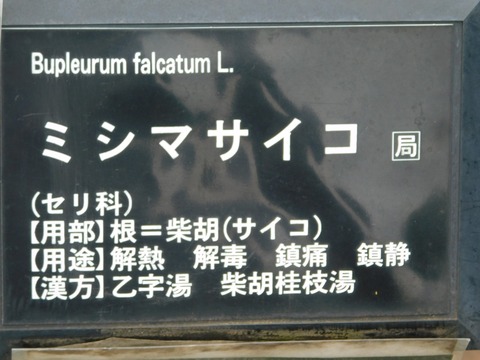 Bupleurum falcatum L.
ミシマサイコ 局
(セリ科)
【用部】根=柴胡(サイコ)
【用途】解熱　解毒　鎮痛　鎮静
【漢方】乙字湯　柴胡桂枝湯